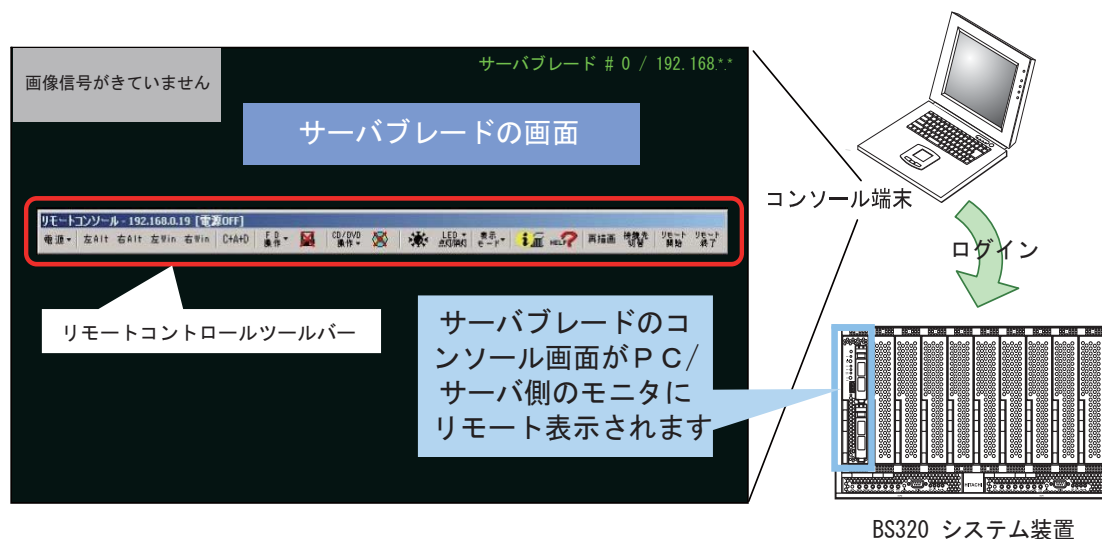 画像信号がきていません
サーバブレード # 0 / 192.168.*.*
サーバブレードの画面
リモートコンソール - 192.168.0.19 [電源OFF]
電源 左Alt 右Alt 左Win 右Win C+A+D FD操作 CD/DVD操作 LED点灯/消灯 表示モード HELP 再描画 接続先切替 リモート開始 リモート終了
リモートコントロールツールバー
サーバブレードのコ
ンソール画面がPC/
サーバ側のモニタに
リモート表示されます
コンソール端末
ログイン
HITACHI
BS320 システム装置